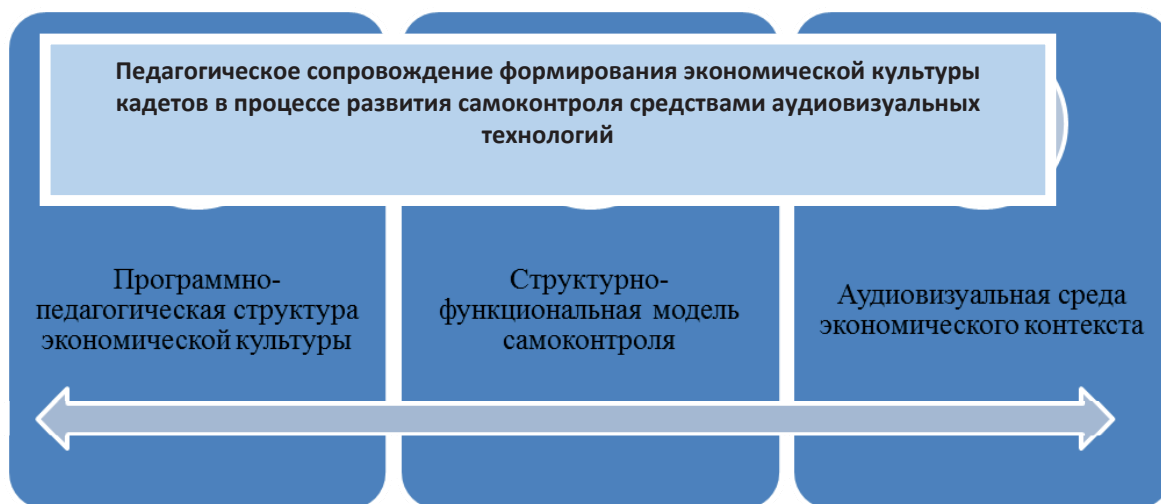 Педагогическое сопровождение формирования экономической культуры
кадетов в процессе развития самоконтроля средствами аудиовизуальных
технологий
Программно-
педагогическая структура
экономической культуры
Структурно-
функциональная модель
самоконтроля
Аудиовизуальная среда
экономического контекста